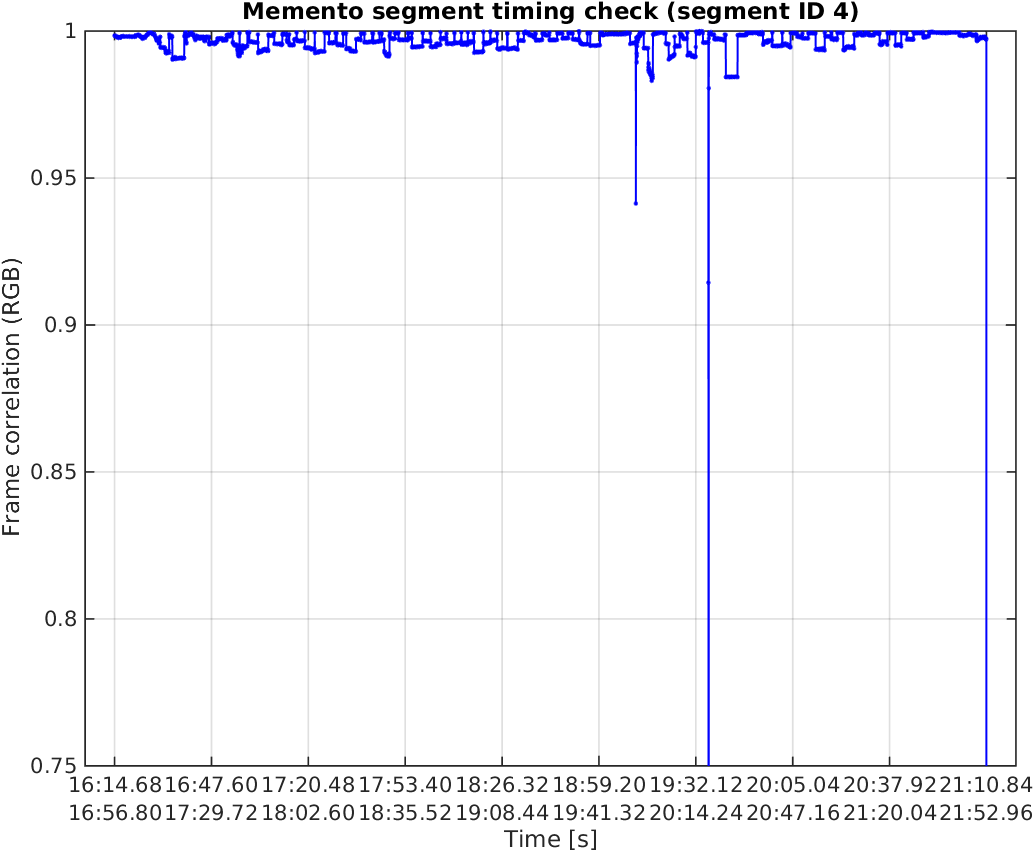 Memento segment timing check (segment ID 4)
1
0.95
0.9
0.85
0.8
0.75
Frame correlation (RGB)
16:14.68 16:47.60 17:20.48 17:53.40 18:26.32 18:59.20 19:32.12 20:05.04 20:37.92 21:10.84
16:56.80 17:29.72 18:02.60 18:35.52 19:08.44 19:41.32 20:14.24 20:47.16 21:20.04 21:52.96
Time [s]